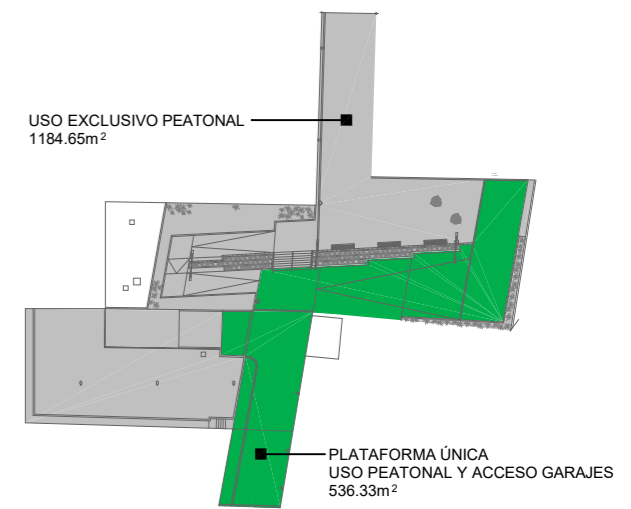 USO EXCLUSIVO PEATONAL
1184.65m²
PLATAFORMA ÚNICA
USO PEATONAL Y ACCESO GARAJES
536.33m²